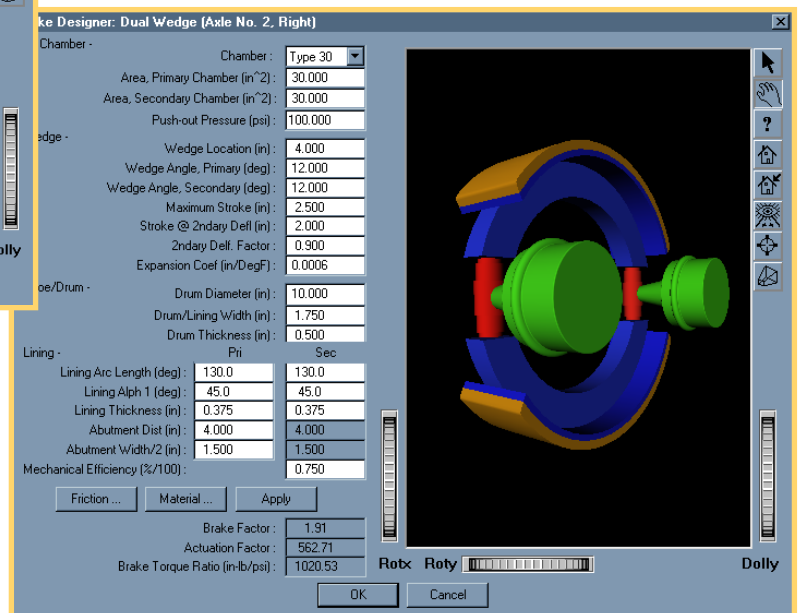 ke Designer: Dual Wedge (Axle No. 2, Right)
Chamber -
Chamber : Type 30
Area, Primary Chamber (in^2) : 30.000
Area, Secondary Chamber (in^2) : 30.000
Push-out Pressure (psi) : 100.000
edge -
Wedge Location (in) : 4.000
Wedge Angle, Primary (deg) : 12.000
Wedge Angle, Secondary (deg) : 12.000
Maximum Stroke (in) : 2.500
Stroke @ 2ndary Defl (in) : 2.000
2ndary Delf. Factor : 0.900
Expansion Coef (in/DegF) : 0.0006
oe/Drum -
Drum Diameter (in) : 10.000
Drum/Lining Width (in) : 1.750
Drum Thickness (in) : 0.500
Lining - Pri Sec
Lining Arc Length (deg) : 130.0 130.0
Lining Alph 1 (deg) : 45.0 45.0
Lining Thickness (in) : 0.375 0.375
Abutment Dist (in) : 4.000 4.000
Abutment Width/2 (in) : 1.500 1.500
Mechanical Efficiency (%/100) : 0.750
Friction ... Material ... Apply
Brake Factor : 1.91
Actuation Factor : 562.71
Brake Torque Ratio (in-lb/psi) : 1020.53
OK Cancel
Rotx Roty Dolly
?
olly